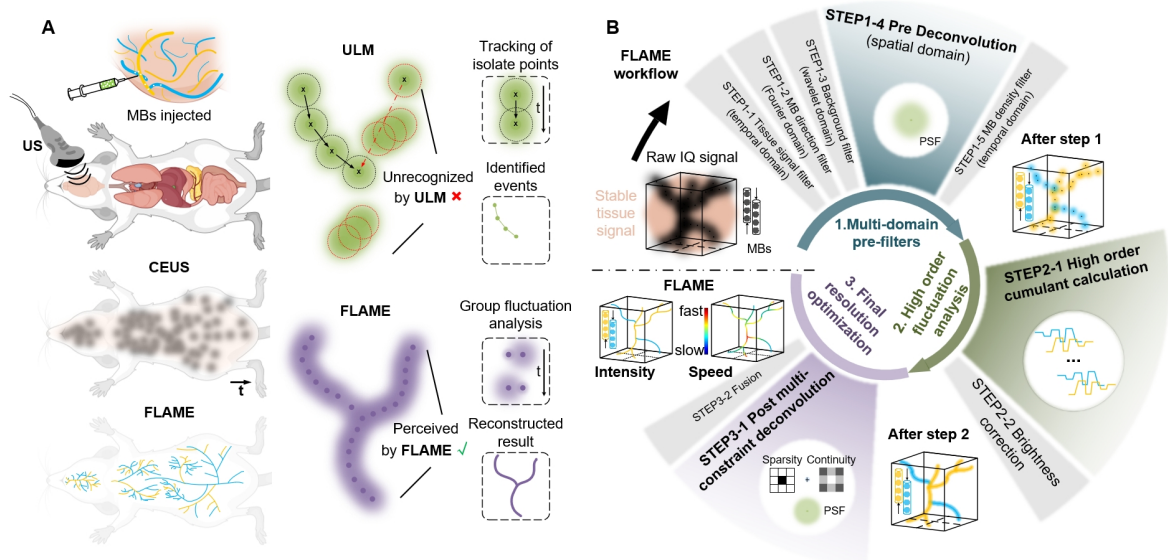 A
MBs injected
US
CEUS
t
FLAME
ULM
x
x
x
x
x
Unrecognized
by ULM ✖
Tracking of
isolate points
x
x
t
Identified
events
FLAME
Perceived
by FLAME ✓
Group fluctuation
analysis
t
Reconstructed
result
B
FLAME
workflow
Raw IQ signal
Stable
tissue
signal
MBs
STEP1-1 Tissue signal filter
(temporal domain)
STEP1-2 MB direction filter
(Fourier domain)
STEP1-3 Background filter
(wavelet domain)
STEP1-4 Pre Deconvolution
(spatial domain)
PSF
STEP1-5 MB density filter
(temporal domain)
After step 1
1.Multi-domain
pre-filters
2. High order
fluctuation
analysis
3. Final
resolution
optimization
STEP2-1 High order
cumulant calculation
...
STEP2-2 Brightness
correction
After step 2
STEP3-1 Post multi-
constraint deconvolution
Sparsity
+
Continuity
PSF
STEP3-2 Fusion
FLAME
fast
slow
Intensity
Speed